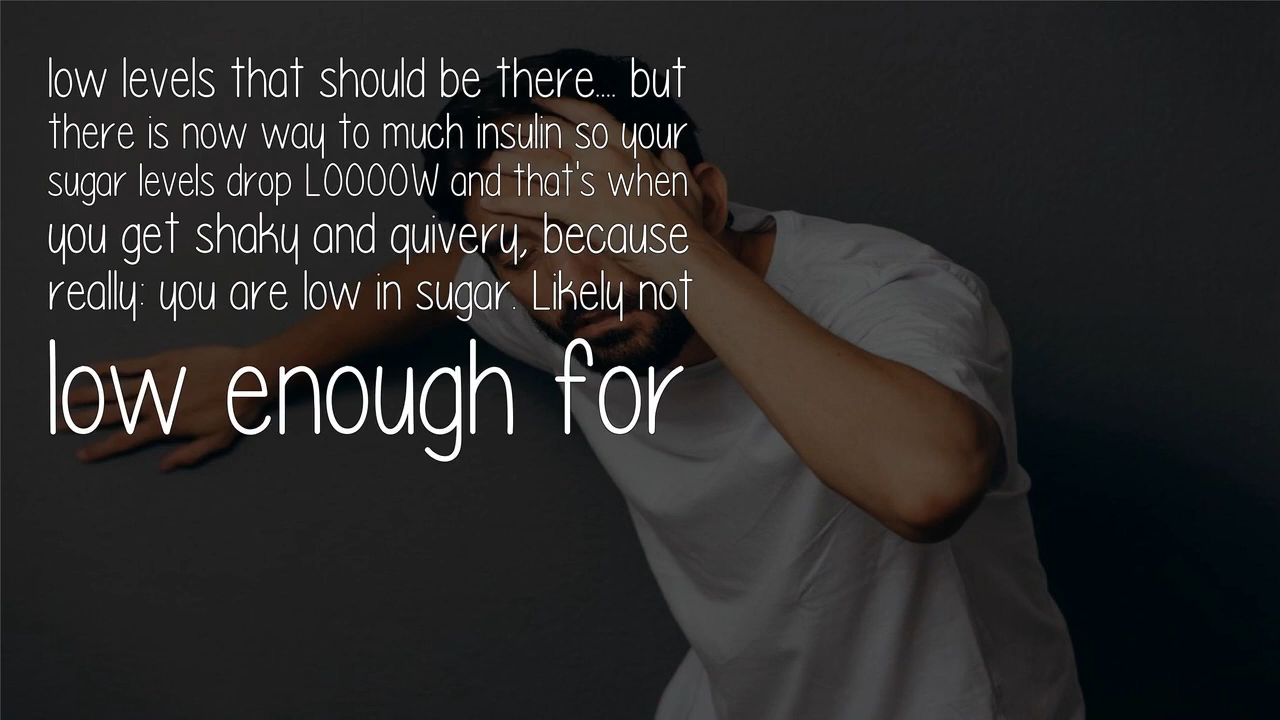 low levels that should be there.... but
there is now way to much insulin so your
sugar levels drop LOOOOW and that's when
you get shaky and quivery, because
really: you are low in sugar. Likely not
low enough for